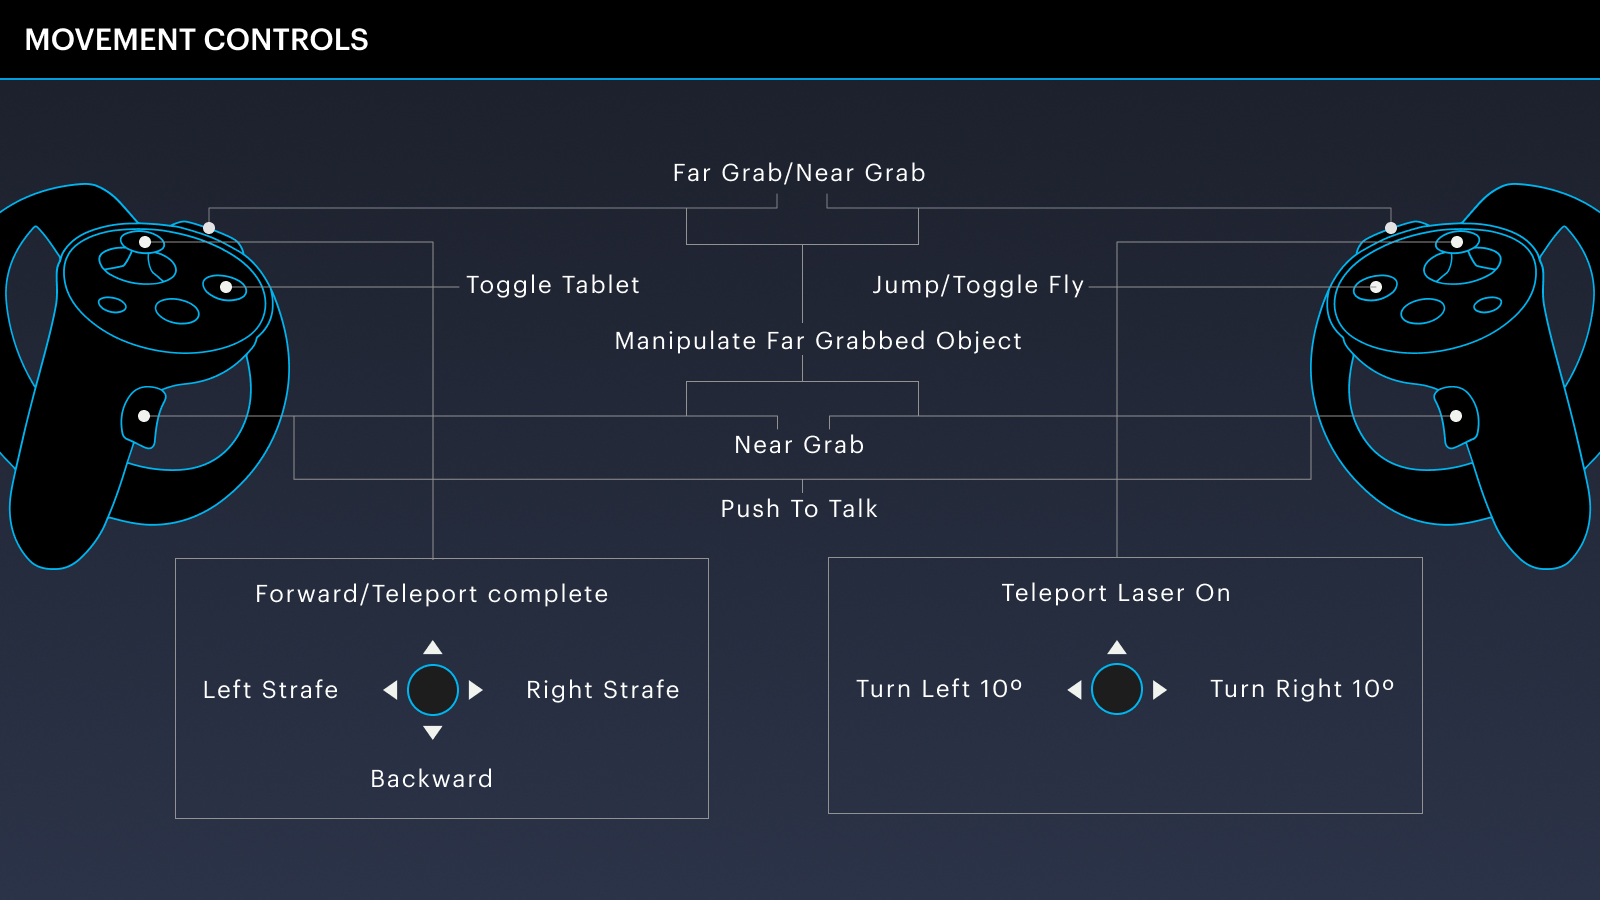 MOVEMENT CONTROLS
Far Grab/Near Grab
Toggle Tablet
Jump/Toggle Fly
Manipulate Far Grabbed Object
Near Grab
Push To Talk
Forward/Teleport complete
Left Strafe
Right Strafe
Backward
Teleport Laser On
Turn Left 10º
Turn Right 10º